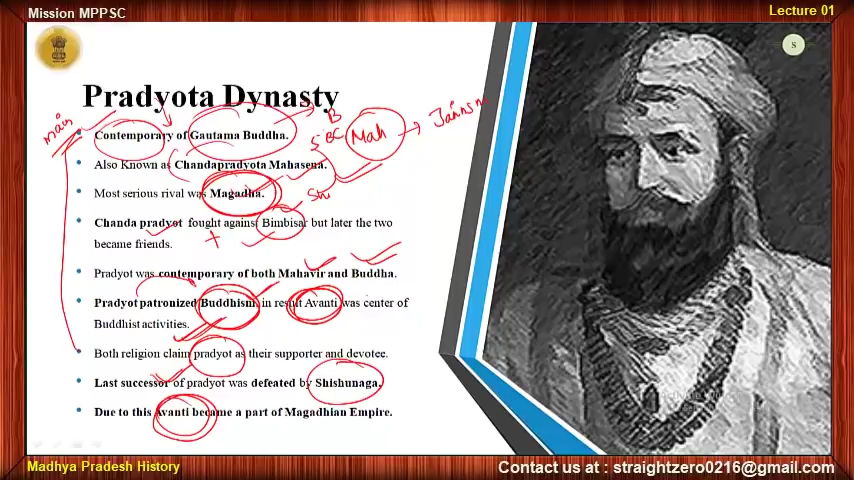 Mission MPPSC
Lecture 01
8
Pradyota Dynasty
main
Contemporary of Gautama Buddha.
B
5 BC
Mah
Also Known as Chandapradyota Mahasena.
Most serious rival was Magadha.
Chanda pradyot fought against Bimbisar but later the two
became friends.
Pradyot was contemporary of both Mahavir and Buddha.
Pradyot patronized Buddhism, in result Avanti was center of
Buddhist activities.
Both religion claim pradyot as their supporter and devotee.
Last successor of pradyot was defeated by Shishunaga,
Due to this Avanti became a part of Magadhian Empire.
Madhya Pradesh History
Contact us at : straightzero0216@gmail.com